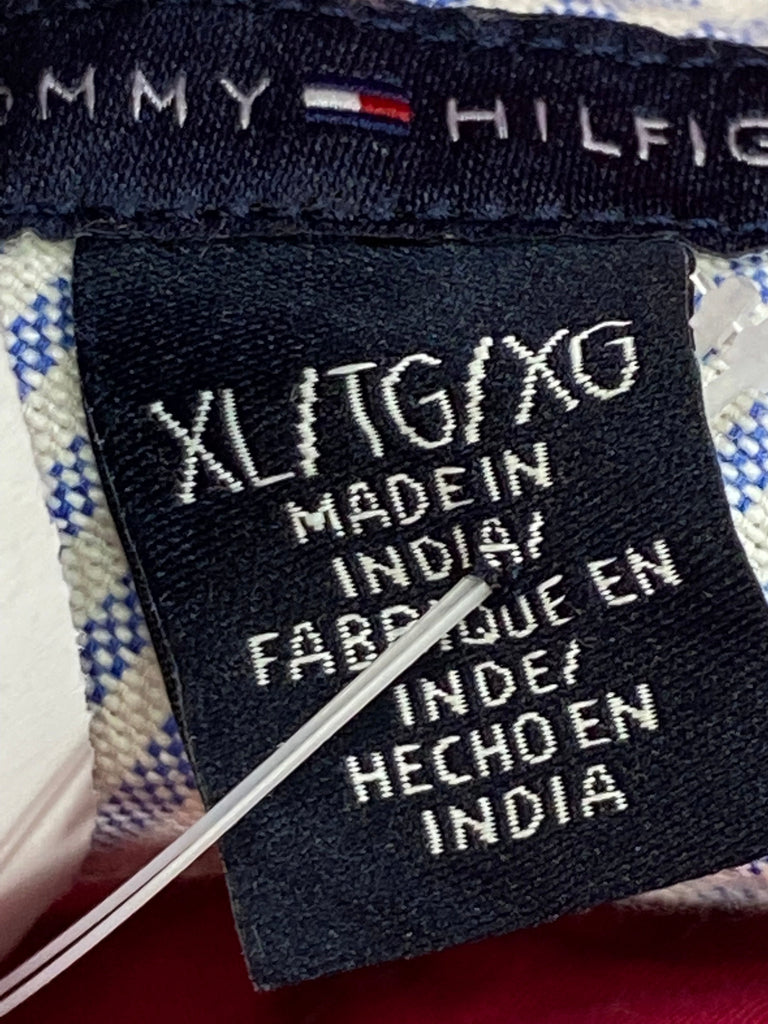 OMMY HILFIG
XL/TG/XG
MADE IN
INDIA/
FABRIQUE EN
INDE/
HECHO EN
INDIA